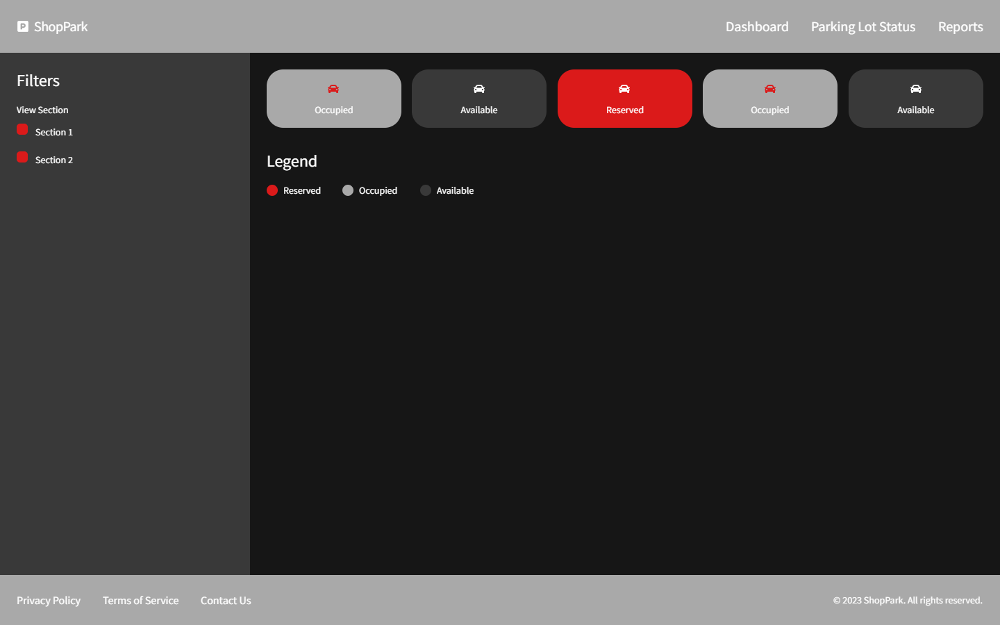 ShopPark
Dashboard Parking Lot Status Reports
Filters
View Section
Section 1
Section 2
Occupied Available Reserved Occupied Available
Legend
Reserved Occupied Available
Privacy Policy Terms of Service Contact Us
© 2023 ShopPark. All rights reserved.